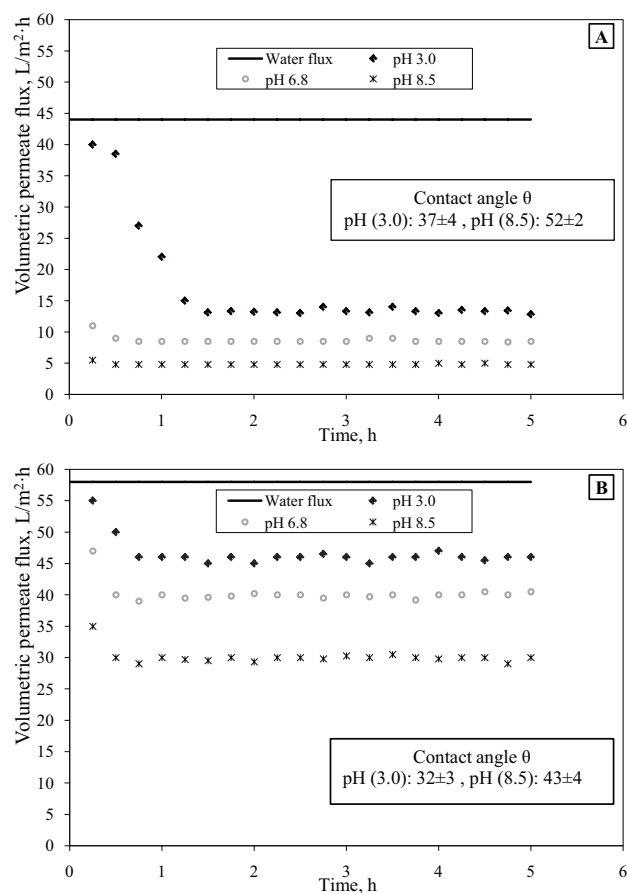 A
Water flux pH 3.0
pH 6.8 pH 8.5
Volumetric permeate flux, L/m²·h
60
55
50
45
40
35
30
25
20
15
10
5
0
Contact angle θ
pH (3.0): 37±4 , pH (8.5): 52±2
0 1 2 3 4 5 6
Time, h
B
Water flux pH 3.0
pH 6.8 pH 8.5
Volumetric permeate flux, L/m²·h
60
55
50
45
40
35
30
25
20
15
10
5
0
Contact angle θ
pH (3.0): 32±3 , pH (8.5): 43±4
0 1 2 3 4 5 6
Time, h